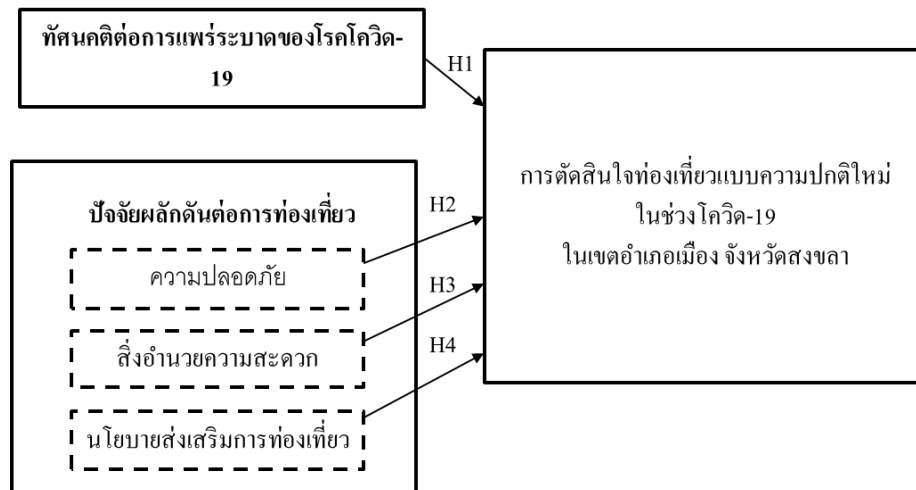 ทัศนคติต่อการแพร่ระบาดของโรคโควิด-
19
H1
การตัดสินใจท่องเที่ยวแบบความปกติใหม่
ในช่วงโควิด-19
ในเขตอำเภอเมือง จังหวัดสงขลา
ปัจจัยผลักดันต่อการท่องเที่ยว
H2
ความปลอดภัย
H3
สิ่งอำนวยความสะดวก
H4
นโยบายส่งเสริมการท่องเที่ยว